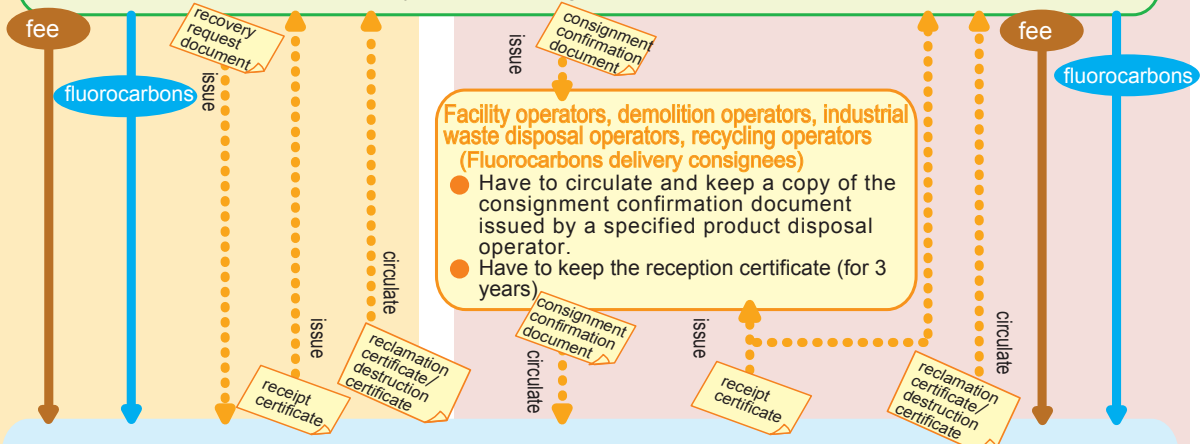 fee
fluorocarbons
recovery
request
document
issue
issue
receipt
certificate
circulate
reclamation
certificate/
destruction
certificate
issue
consignment
confirmation
document
Facility operators, demolition operators, industrial
waste disposal operators, recycling operators
(Fluorocarbons delivery consignees)
● Have to circulate and keep a copy of the
consignment confirmation document
issued by a specified product disposal
operator.
● Have to keep the reception certificate (for 3
years)
consignment
confirmation
document
circulate
issue
receipt
certificate
circulate
reclamation
certificate/
destruction
certificate
fee
fluorocarbons